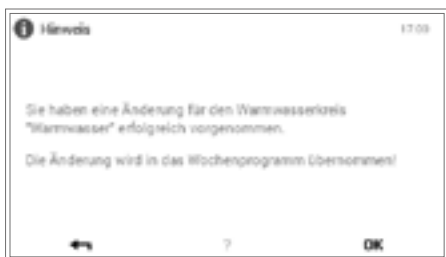 Hinweis 17:03
Sie haben eine Änderung für den Warmwasserkreis
"Warmwasser" erfolgreich vorgenommen.
Die Änderung wird in das Wochenprogramm übernommen!
? OK